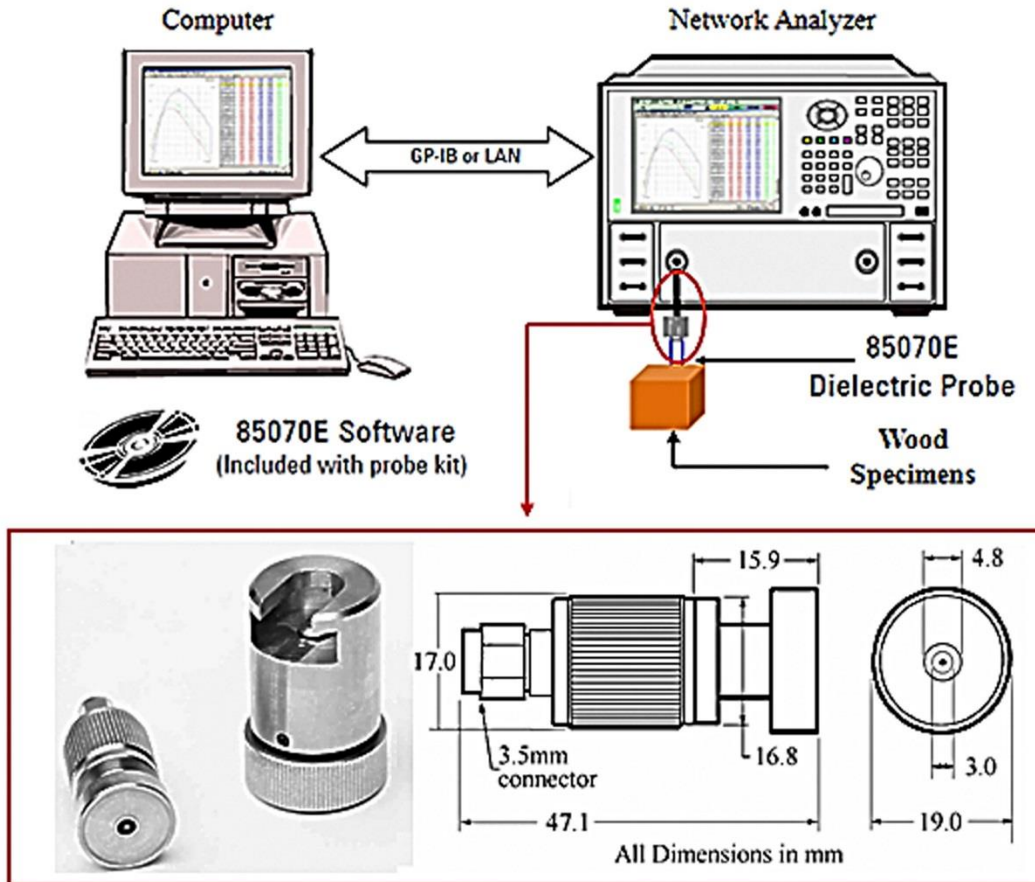 Computer
Network Analyzer
GP-IB or LAN
85070E
Dielectric Probe
85070E Software
(Included with probe kit)
Wood
Specimens
15.9
4.8
17.0
3.5mm
connector
16.8
3.0
47.1
19.0
All Dimensions in mm